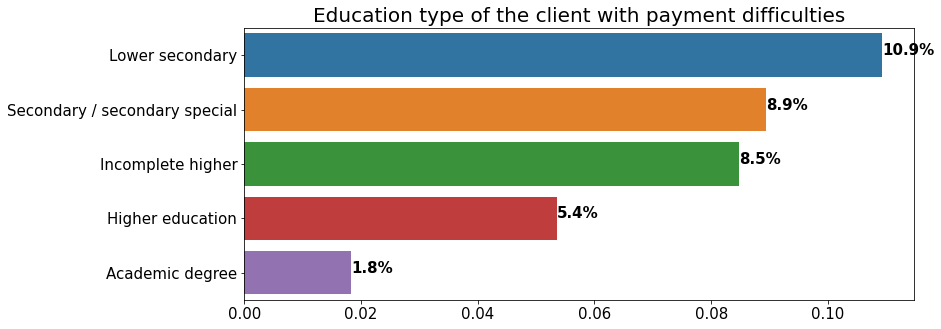 Education type of the client with payment difficulties
Lower secondary
10.9%
Secondary / secondary special
8.9%
Incomplete higher
8.5%
Higher education
5.4%
Academic degree
1.8%
0.00 0.02 0.04 0.06 0.08 0.10